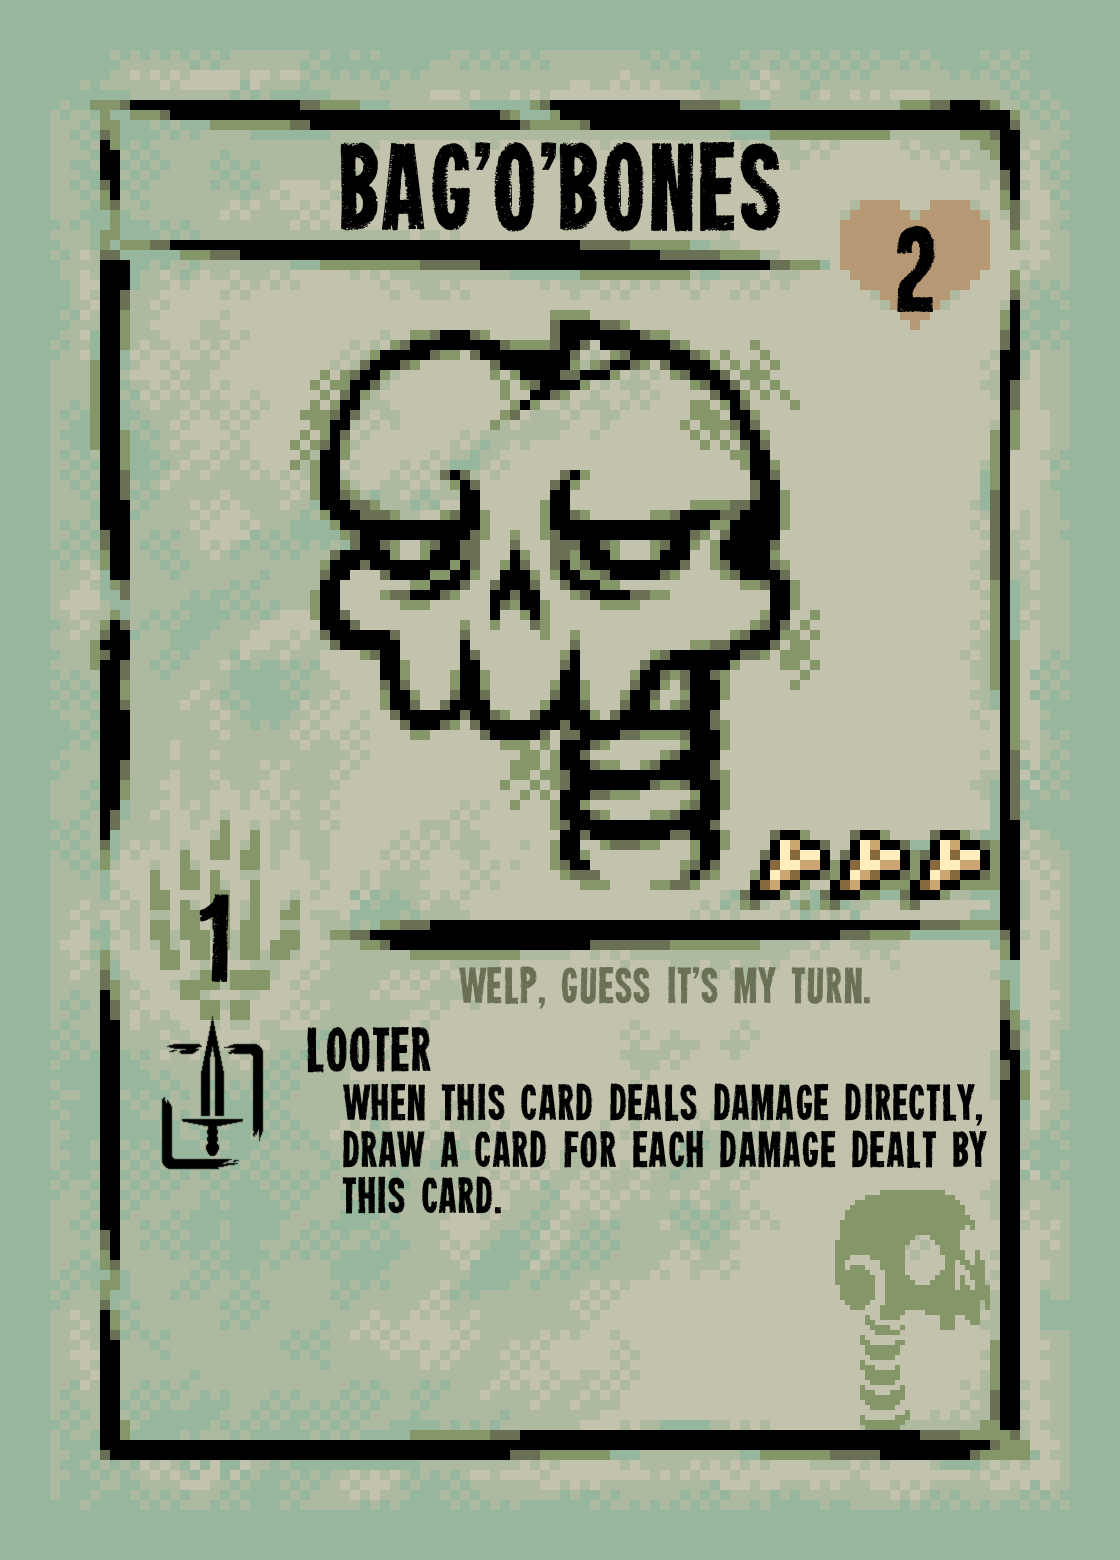 BAG'O'BONES
2
1
WELP, GUESS IT'S MY TURN.
LOOTER
WHEN THIS CARD DEALS DAMAGE DIRECTLY,
DRAW A CARD FOR EACH DAMAGE DEALT BY
THIS CARD.